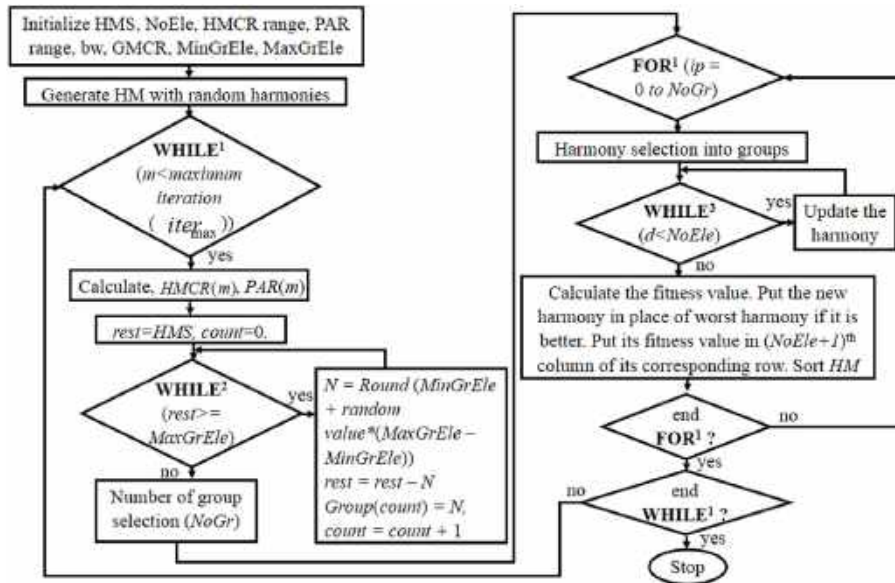 Initialize HMS, NoEle, HMCR range, PAR
range, bw, GMCR, MinGrEle, MaxGrEle
Generate HM with random harmonies
WHILE¹
(m<maximum
iteration
( iter_max ))
yes
Calculate, HMCR(m), PAR(m)
rest=HMS, count=0.
WHILE²
(rest>=
MaxGrEle)
yes
no
Number of group
selection (NoGr)
N = Round (MinGrEle
+ random
value*(MaxGrEle –
MinGrEle))
rest = rest – N
Group(count) = N,
count = count + 1
FOR¹ (ip =
0 to NoGr)
Harmony selection into groups
WHILE³
(d<NoEle)
yes
Update the
harmony
no
Calculate the fitness value. Put the new
harmony in place of worst harmony if it is
better. Put its fitness value in (NoEle+1)th
column of its corresponding row. Sort HM
end
FOR¹ ?
no
yes
end
WHILE¹ ?
no
yes
Stop